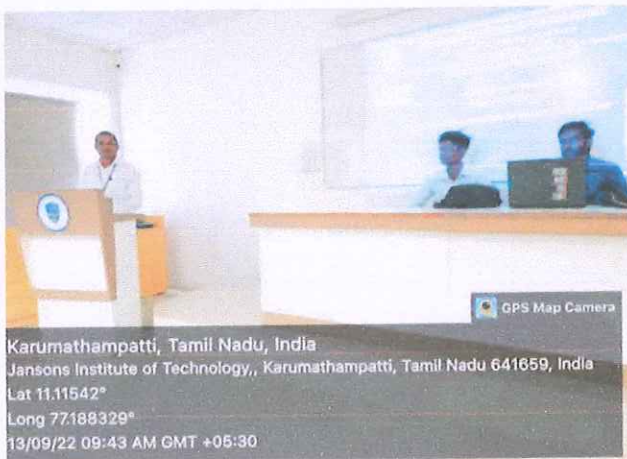 GPS Map Camera
Karumathampatti, Tamil Nadu, India
Jansons Institute of Technology,, Karumathampatti, Tamil Nadu 641659, India
Lat 11.11542°
Long 77.188329°
13/09/22 09:43 AM GMT +05:30